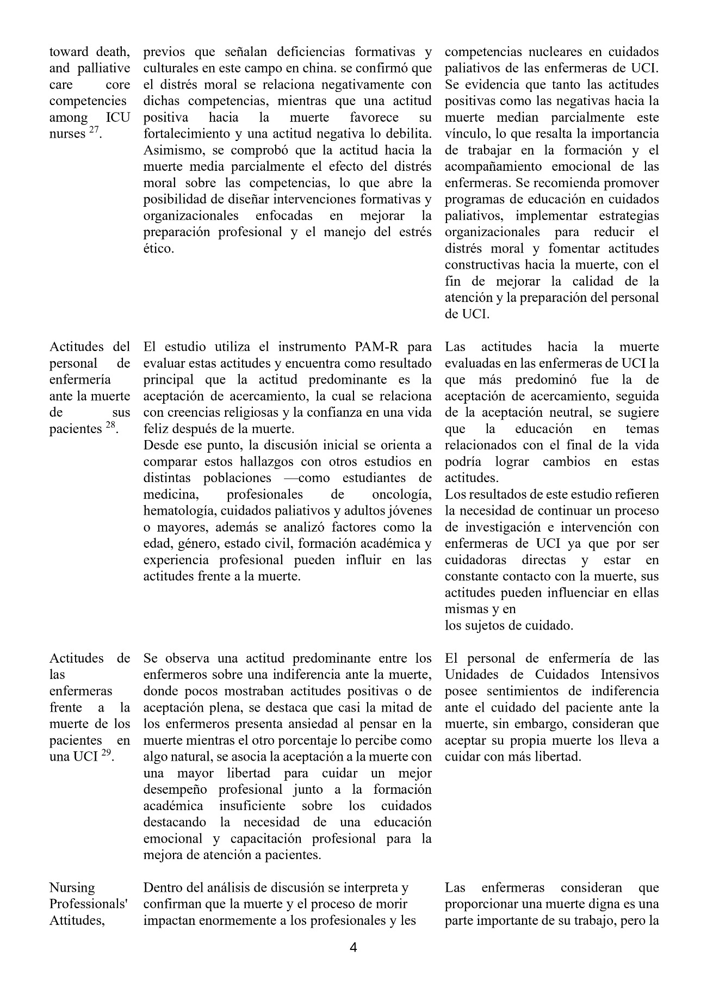 toward death,
and palliative
care core
competencies
among ICU
nurses 27.
previos que señalan deficiencias formativas y
culturales en este campo en china. se confirmó que
el distrés moral se relaciona negativamente con
dichas competencias, mientras que una actitud
positiva hacia la muerte favorece su
fortalecimiento y una actitud negativa lo debilita.
Asimismo, se comprobó que la actitud hacia la
muerte media parcialmente el efecto del distrés
moral sobre las competencias, lo que abre la
posibilidad de diseñar intervenciones formativas y
organizacionales enfocadas en mejorar la
preparación profesional y el manejo del estrés
ético.
competencias nucleares en cuidados
paliativos de las enfermeras de UCI.
Se evidencia que tanto las actitudes
positivas como las negativas hacia la
muerte median parcialmente este
vínculo, lo que resalta la importancia
de trabajar en la formación y el
acompañamiento emocional de las
enfermeras. Se recomienda promover
programas de educación en cuidados
paliativos, implementar estrategias
organizacionales para reducir el
distrés moral y fomentar actitudes
constructivas hacia la muerte, con el
fin de mejorar la calidad de la
atención y la preparación del personal
de UCI.
Actitudes del
personal de
enfermería
ante la muerte
de sus
pacientes 28.
El estudio utiliza el instrumento PAM-R para
evaluar estas actitudes y encuentra como resultado
principal que la actitud predominante es la
aceptación de acercamiento, la cual se relaciona
con creencias religiosas y la confianza en una vida
feliz después de la muerte.
Desde ese punto, la discusión inicial se orienta a
comparar estos hallazgos con otros estudios en
distintas poblaciones —como estudiantes de
medicina, profesionales de oncología,
hematología, cuidados paliativos y adultos jóvenes
o mayores, además se analizó factores como la
edad, género, estado civil, formación académica y
experiencia profesional pueden influir en las
actitudes frente a la muerte.
Las actitudes hacia la muerte
evaluadas en las enfermeras de UCI la
que más predominó fue la de
aceptación de acercamiento, seguida
de la aceptación neutral, se sugiere
que la educación en temas
relacionados con el final de la vida
podría lograr cambios en estas
actitudes.
Los resultados de este estudio refieren
la necesidad de continuar un proceso
de investigación e intervención con
enfermeras de UCI ya que por ser
cuidadoras directas y estar en
constante contacto con la muerte, sus
actitudes pueden influenciar en ellas
mismas y en
los sujetos de cuidado.
Actitudes de
las
enfermeras
frente a la
muerte de los
pacientes en
una UCI 29.
Se observa una actitud predominante entre los
enfermeros sobre una indiferencia ante la muerte,
donde pocos mostraban actitudes positivas o de
aceptación plena, se destaca que casi la mitad de
los enfermeros presenta ansiedad al pensar en la
muerte mientras el otro porcentaje lo percibe como
algo natural, se asocia la aceptación a la muerte con
una mayor libertad para cuidar un mejor
desempeño profesional junto a la formación
académica insuficiente sobre los cuidados
destacando la necesidad de una educación
emocional y capacitación profesional para la
mejora de atención a pacientes.
El personal de enfermería de las
Unidades de Cuidados Intensivos
posee sentimientos de indiferencia
ante el cuidado del paciente ante la
muerte, sin embargo, consideran que
aceptar su propia muerte los lleva a
cuidar con más libertad.
Nursing
Professionals'
Attitudes,
Dentro del análisis de discusión se interpreta y
confirman que la muerte y el proceso de morir
impactan enormemente a los profesionales y les
Las enfermeras consideran que
proporcionar una muerte digna es una
parte importante de su trabajo, pero la
4